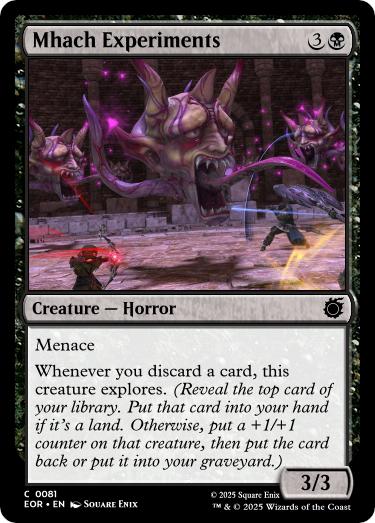 Mhach Experiments 3
Creature — Horror
Menace
Whenever you discard a card, this
creature explores. (Reveal the top card of
your library. Put that card into your hand
if it's a land. Otherwise, put a +1/+1
counter on that creature, then put the card
back or put it into your graveyard.)
3/3
C 0081
EOR • EN SQUARE ENIX
© 2025 Square Enix
™ & © 2025 Wizards of the Coast